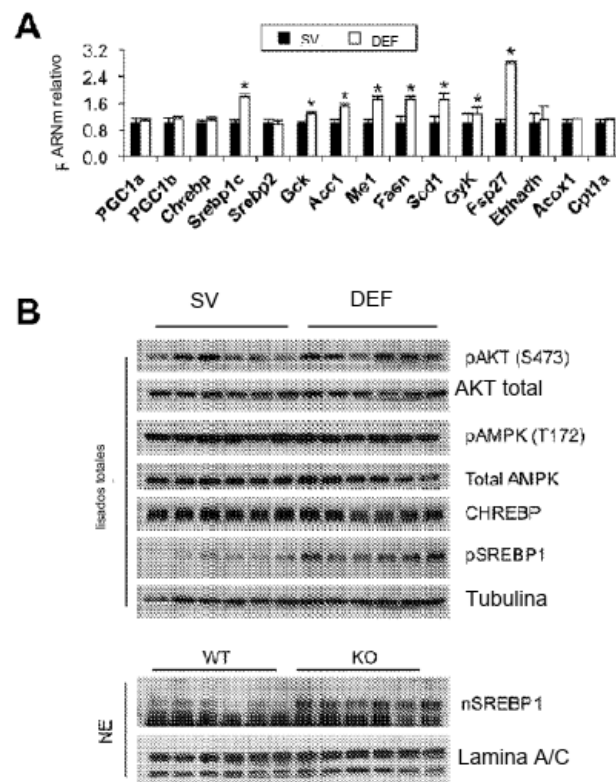 A
SV DEF
ARNm relativo
3.2
2.4
1.6
0.8
0.0
* * * * * * * *
PGC1a PGC1b Chrebp Srebp1c Srebp2 Gck Acc1 Me1 Fasn Scd1 GyK Fsp27 Ehhadh Acox1 Cpt1a
B
SV DEF
lisados totales
pAKT (S473)
AKT total
pAMPK (T172)
Total AMPK
CHREBP
pSREBP1
Tubulina
WT KO
NE
nSREBP1
Lamina A/C